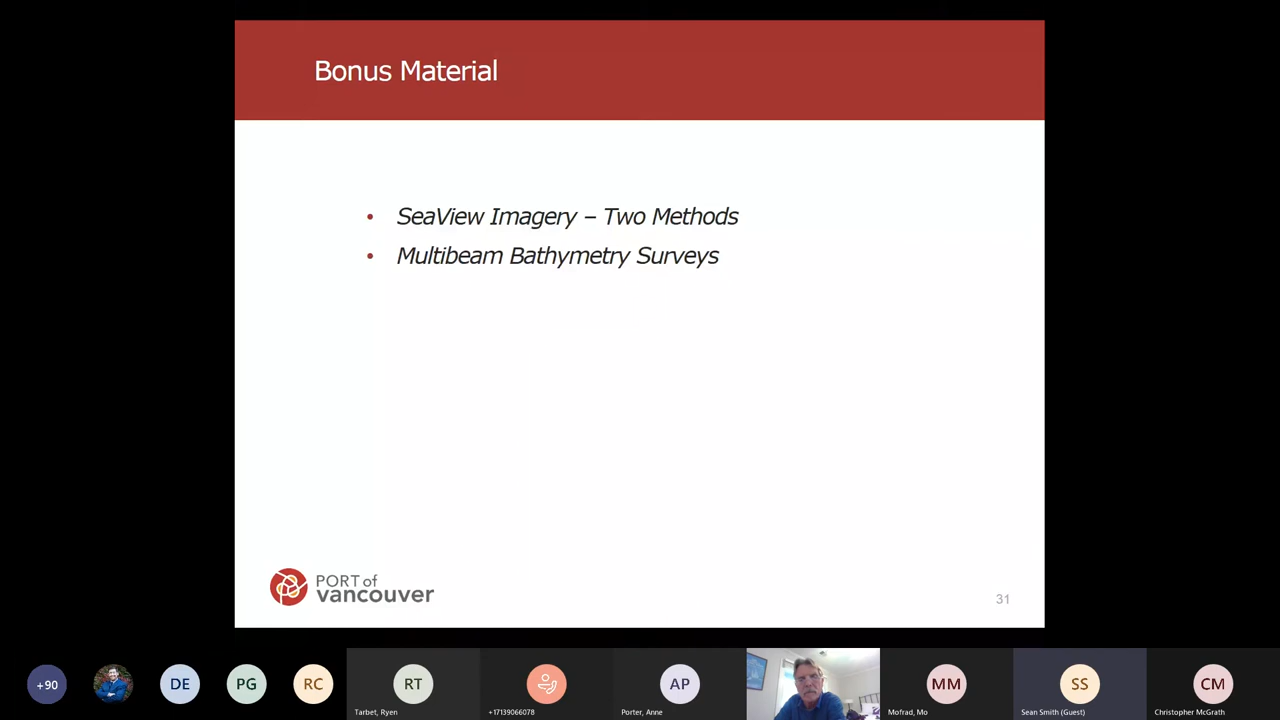 Bonus Material
• SeaView Imagery – Two Methods
• Multibeam Bathymetry Surveys
PORT of
vancouver
31
+90
DE
PG
RC
RT
AP
MM
SS
CM
Tarbet, Ryen
+17139066078
Porter, Anne
Mofrad, Mo
Sean Smith (Guest)
Christopher McGrath